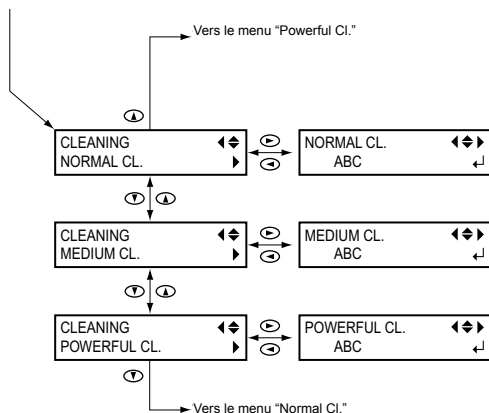 Vers le menu “Powerful Cl.”
CLEANING
NORMAL CL.
NORMAL CL.
ABC
CLEANING
MEDIUM CL.
MEDIUM CL.
ABC
CLEANING
POWERFUL CL.
POWERFUL CL.
ABC
Vers le menu “Normal Cl.”